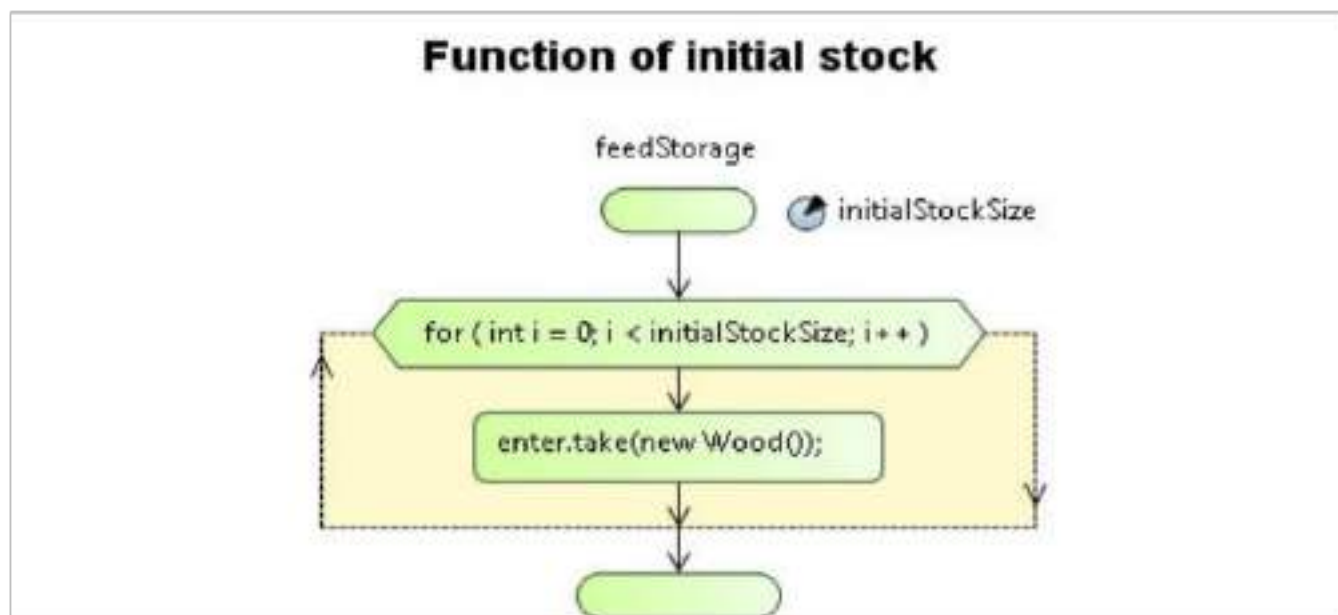 Function of initial stock
feedStorage
initialStockSize
for ( int i = 0; i < initialStockSize; i++ )
enter.take(new Wood());